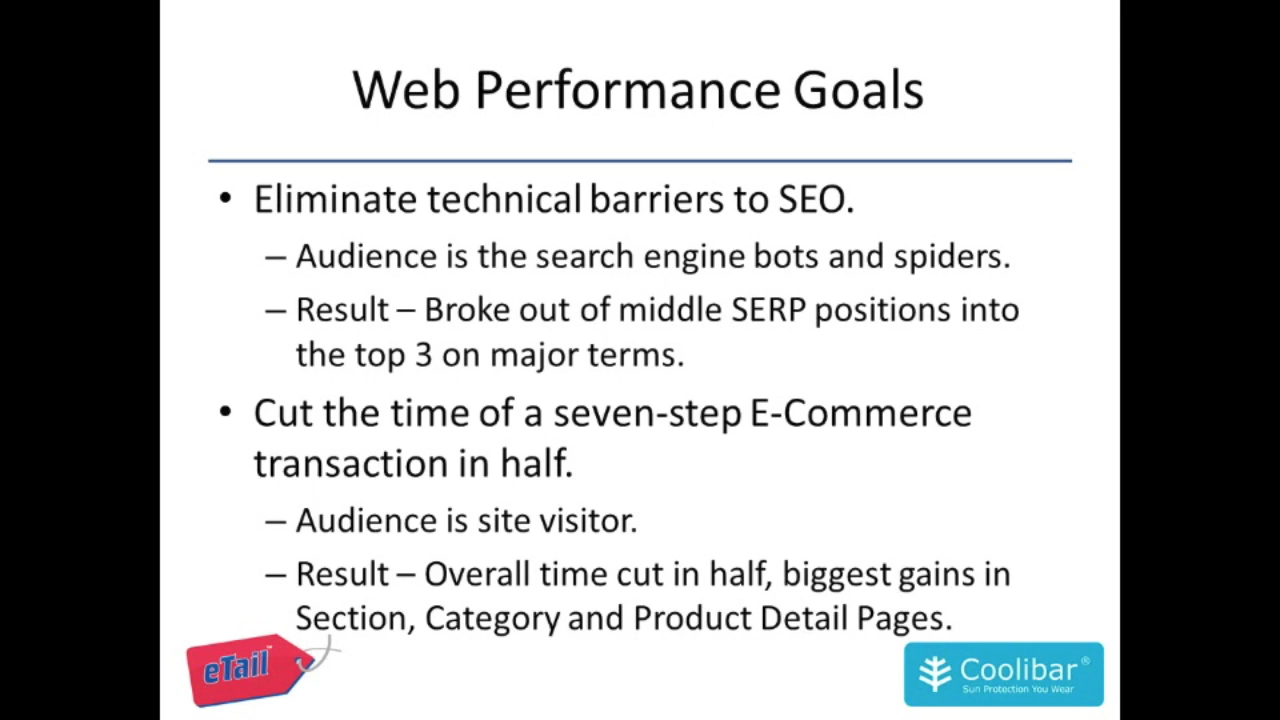 Web Performance Goals
• Eliminate technical barriers to SEO.
– Audience is the search engine bots and spiders.
– Result – Broke out of middle SERP positions into
the top 3 on major terms.
• Cut the time of a seven-step E-Commerce
transaction in half.
– Audience is site visitor.
– Result – Overall time cut in half, biggest gains in
Section, Category and Product Detail Pages.
eTail™
Coolibar®
Sun Protection You Wear